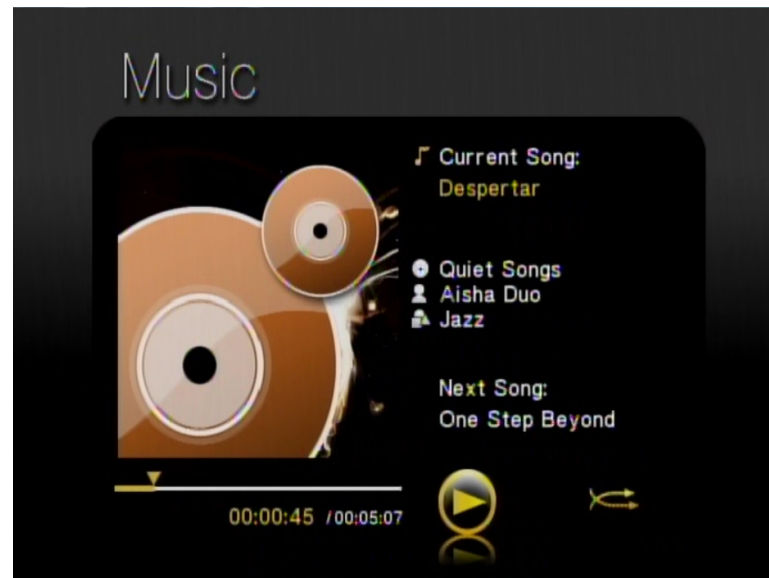 Music
Current Song:
Despertar
Quiet Songs
Aisha Duo
Jazz
Next Song:
One Step Beyond
00:00:45 /00:05:07